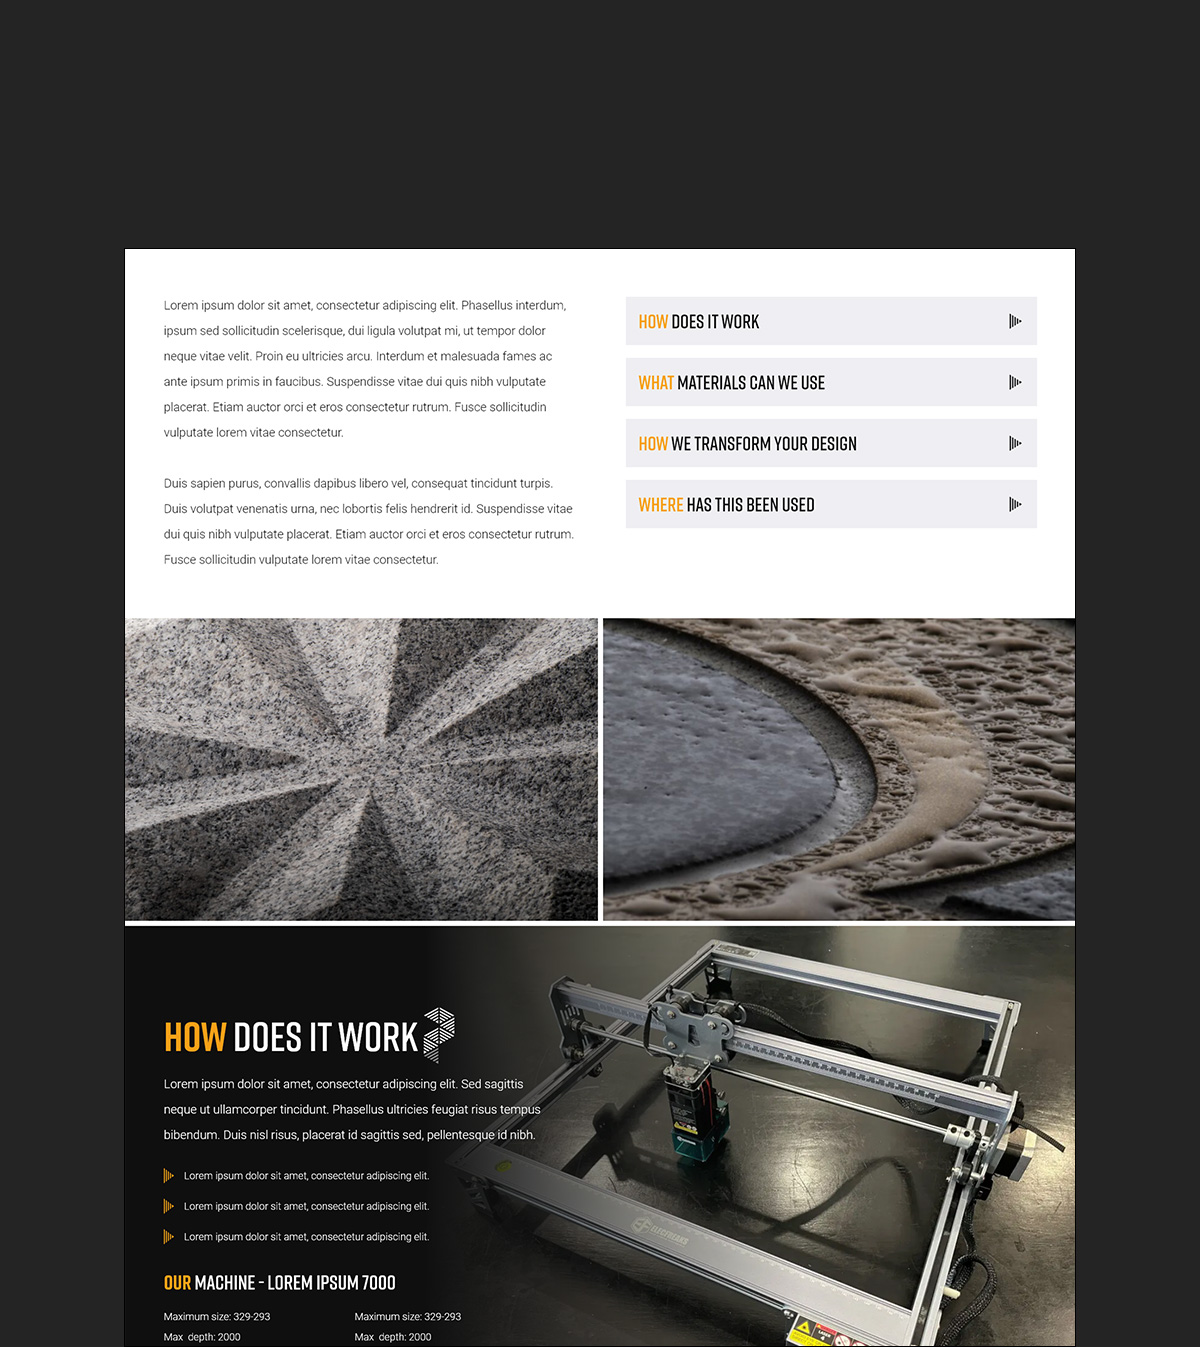 Lorem ipsum dolor sit amet, consectetur adipiscing elit. Phasellus interdum,
ipsum sed sollicitudin scelerisque, dui ligula volutpat mi, ut tempor dolor
neque vitae velit. Proin eu ultricies arcu. Interdum et malesuada fames ac
ante ipsum primis in faucibus. Suspendisse vitae dui quis nibh vulputate
placerat. Etiam auctor orci et eros consectetur rutrum. Fusce sollicitudin
vulputate lorem vitae consectetur.
Duis sapien purus, convallis dapibus libero vel, consequat tincidunt turpis.
Duis volutpat venenatis urna, nec lobortis felis hendrerit id. Suspendisse vitae
dui quis nibh vulputate placerat. Etiam auctor orci et eros consectetur rutrum.
Fusce sollicitudin vulputate lorem vitae consectetur.
HOW DOES IT WORK
WHAT MATERIALS CAN WE USE
HOW WE TRANSFORM YOUR DESIGN
WHERE HAS THIS BEEN USED
HOW DOES IT WORK
Lorem ipsum dolor sit amet, consectetur adipiscing elit. Sed sagittis
neque ut ullamcorper tincidunt. Phasellus ultricies feugiat risus tempus
bibendum. Duis nisl risus, placerat id sagittis sed, pellentesque id nibh.
Lorem ipsum dolor sit amet, consectetur adipiscing elit.
Lorem ipsum dolor sit amet, consectetur adipiscing elit.
Lorem ipsum dolor sit amet, consectetur adipiscing elit.
OUR MACHINE - LOREM IPSUM 7000
Maximum size: 329-293
Max depth: 2000
Maximum size: 329-293
Max depth: 2000
ELECFREAKS